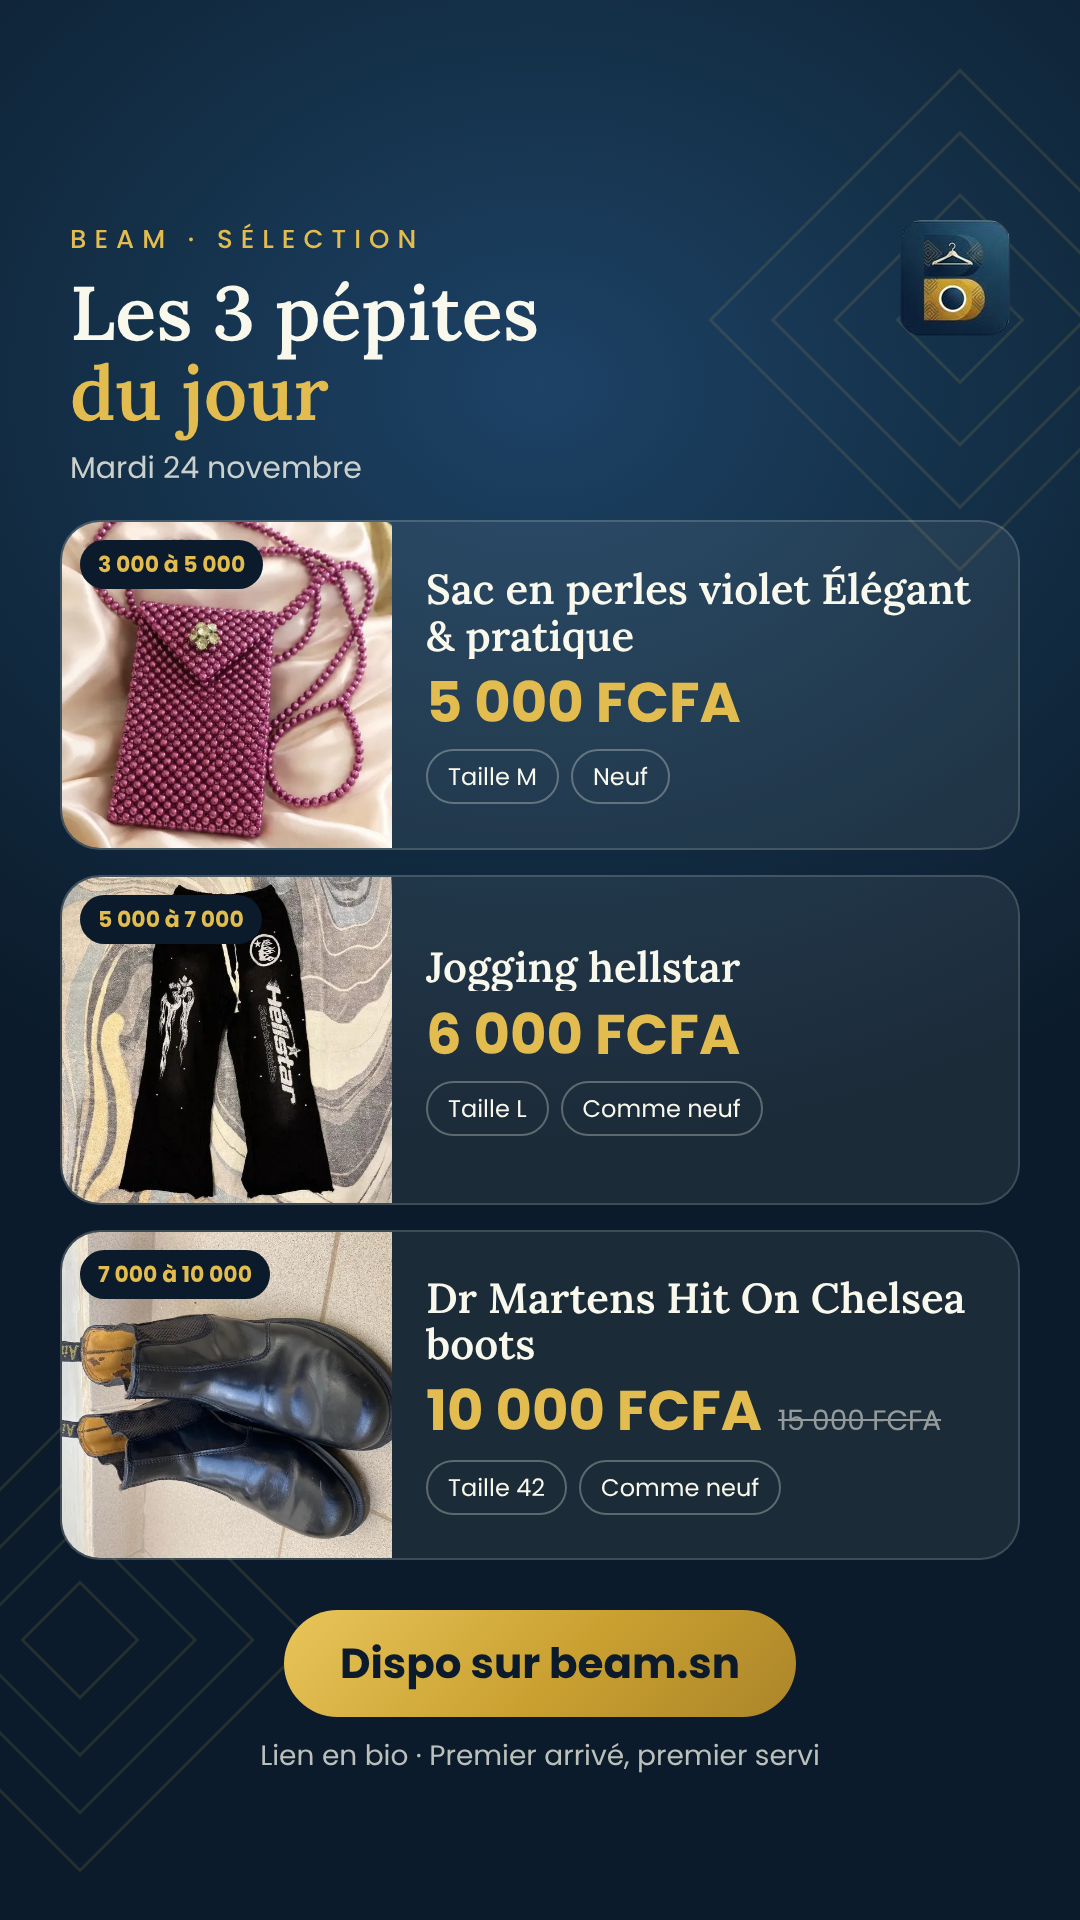 BEAM · SÉLECTION
Les 3 pépites
du jour
Mardi 24 novembre
3 000 à 5 000
Sac en perles violet Élégant
& pratique
5 000 FCFA
Taille M
Neuf
5 000 à 7 000
Hellstar
Jogging hellstar
6 000 FCFA
Taille L
Comme neuf
7 000 à 10 000
Dr Martens Hit On Chelsea
boots
10 000 FCFA 15 000 FCFA
Taille 42
Comme neuf
Dispo sur beam.sn
Lien en bio · Premier arrivé, premier servi